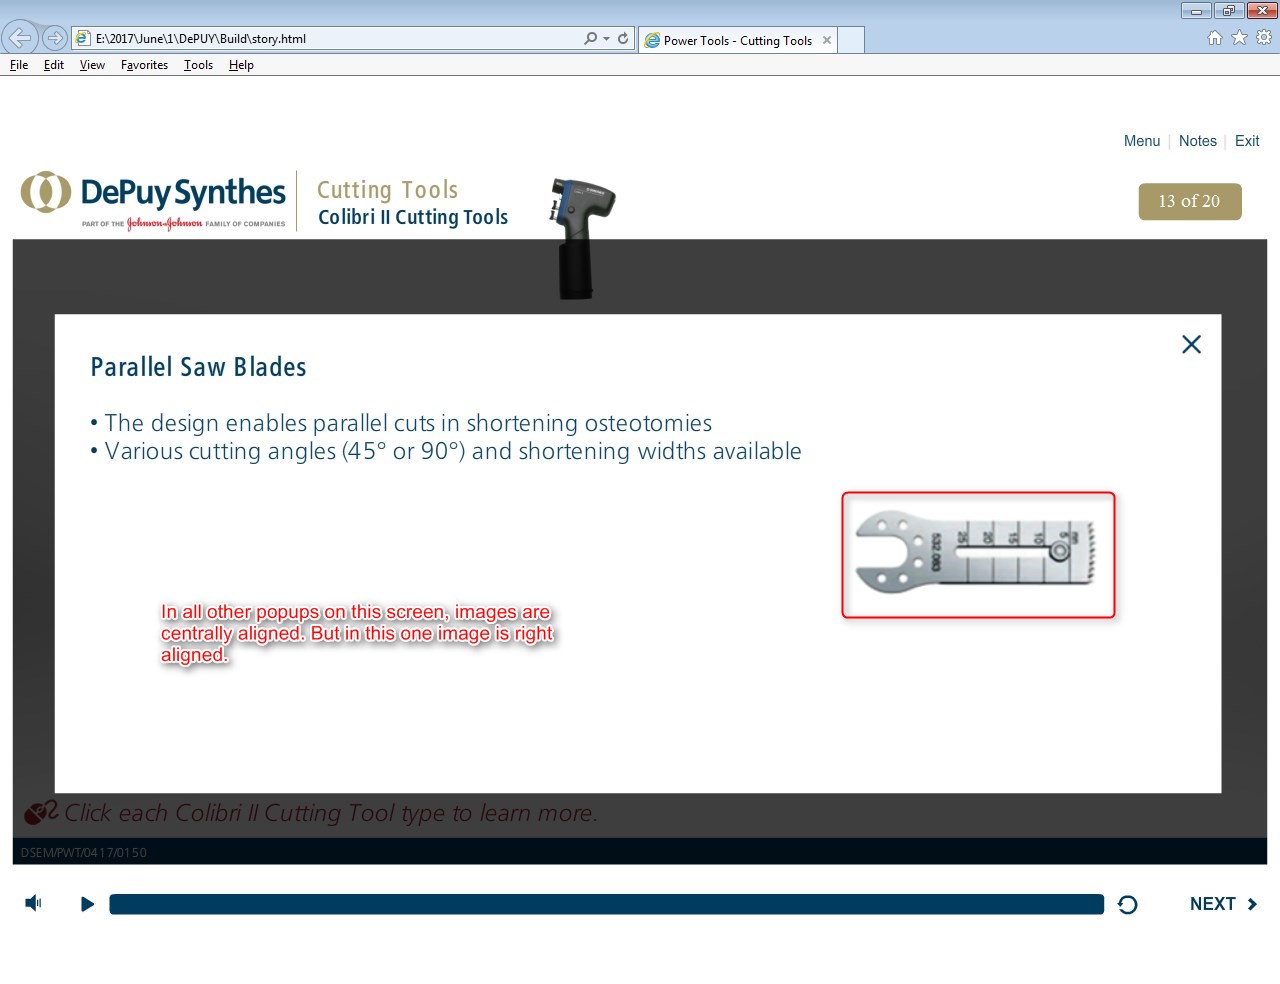 E:\2017\June\1\DePUY\Build\story.html
Power Tools - Cutting Tools
File Edit View Favorites Tools Help
Menu | Notes | Exit
DePuy Synthes
PART OF THE Johnson & Johnson FAMILY OF COMPANIES
Cutting Tools
Colibri II Cutting Tools
13 of 20
Parallel Saw Blades
• The design enables parallel cuts in shortening osteotomies
• Various cutting angles (45° or 90°) and shortening widths available
532.063
25 20 15 10 5 mm
In all other popups on this screen, images are
centrally aligned. But in this one image is right
aligned.
Click each Colibri II Cutting Tool type to learn more.
DSEM/PWT/0417/0150
NEXT